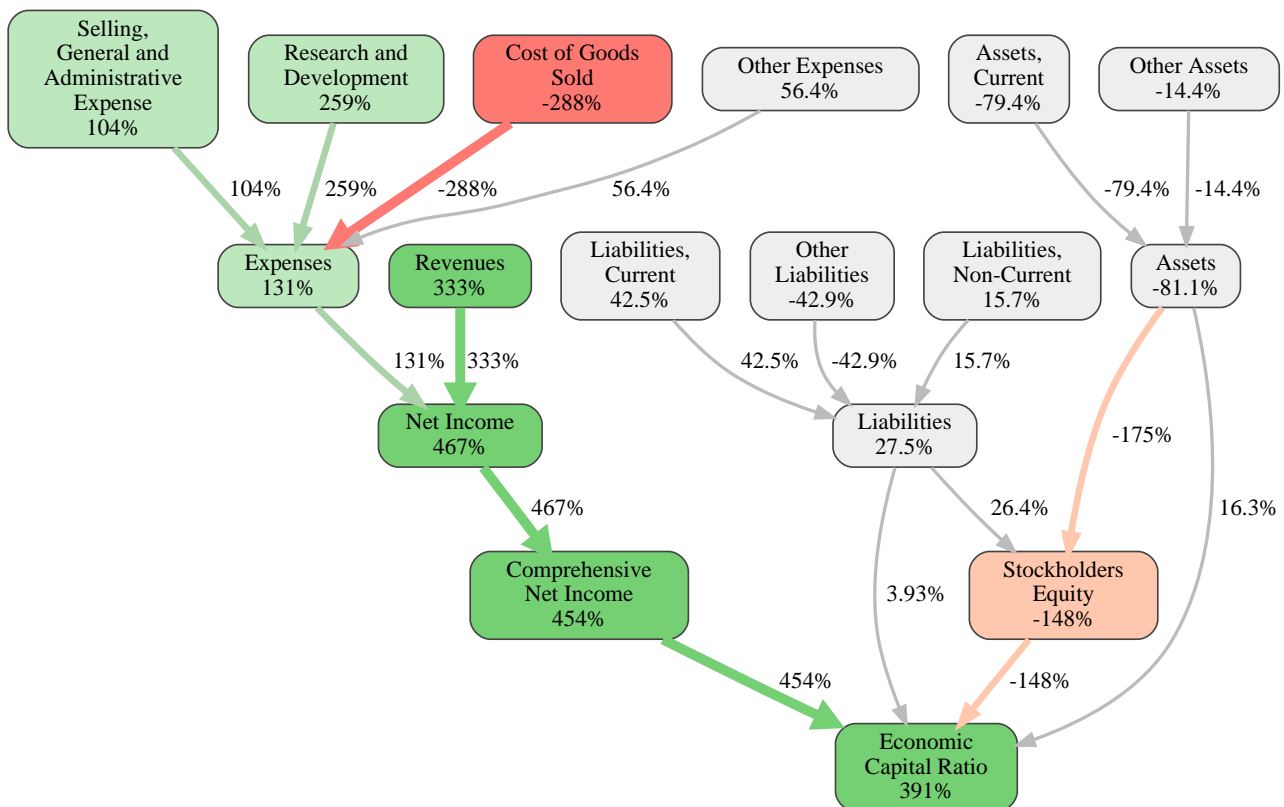 Selling,
General and
Administrative
Expense
104%
Research and
Development
259%
Cost of Goods
Sold
-288%
Other Expenses
56.4%
Assets,
Current
-79.4%
Other Assets
-14.4%
104%
259%
-288%
56.4%
-79.4%
-14.4%
Expenses
131%
Revenues
333%
Liabilities,
Current
42.5%
Other
Liabilities
-42.9%
Liabilities,
Non-Current
15.7%
Assets
-81.1%
131%
333%
42.5%
-42.9%
15.7%
Net Income
467%
Liabilities
27.5%
-175%
467%
26.4%
16.3%
Comprehensive
Net Income
454%
3.93%
Stockholders
Equity
-148%
454%
-148%
Economic
Capital Ratio
391%